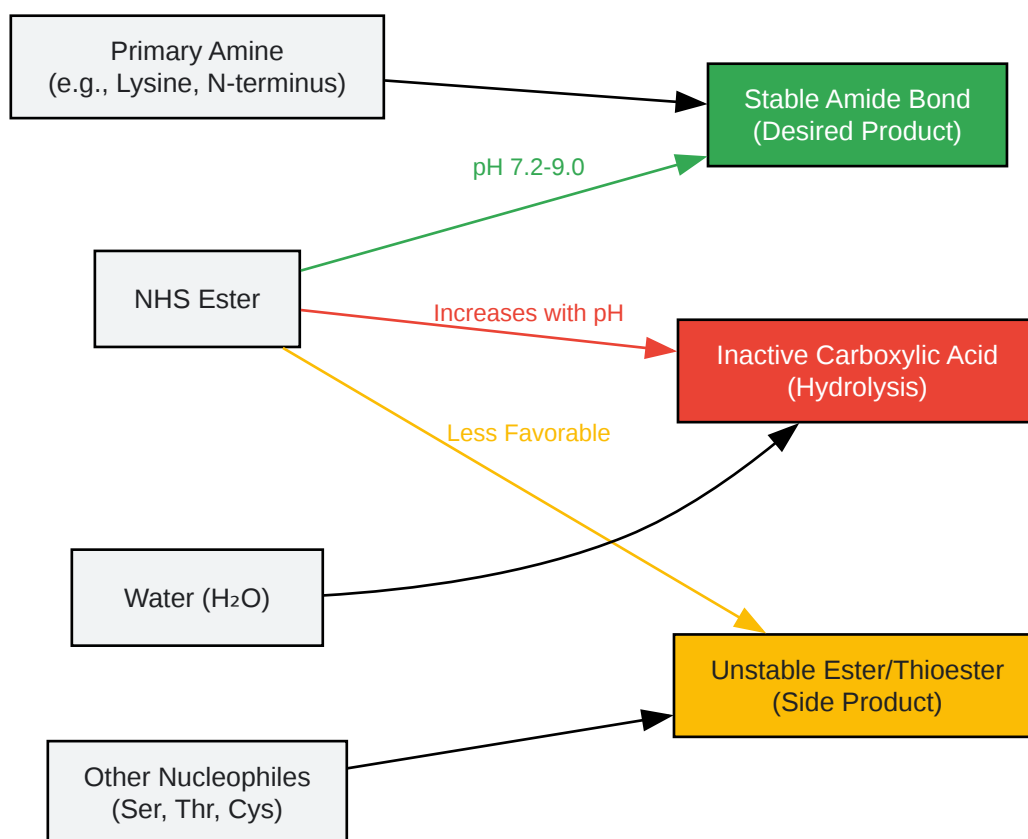 Primary Amine
(e.g., Lysine, N-terminus)
Stable Amide Bond
(Desired Product)
pH 7.2-9.0
NHS Ester
Increases with pH
Inactive Carboxylic Acid
(Hydrolysis)
Less Favorable
Water (H₂O)
Unstable Ester/Thioester
(Side Product)
Other Nucleophiles
(Ser, Thr, Cys)